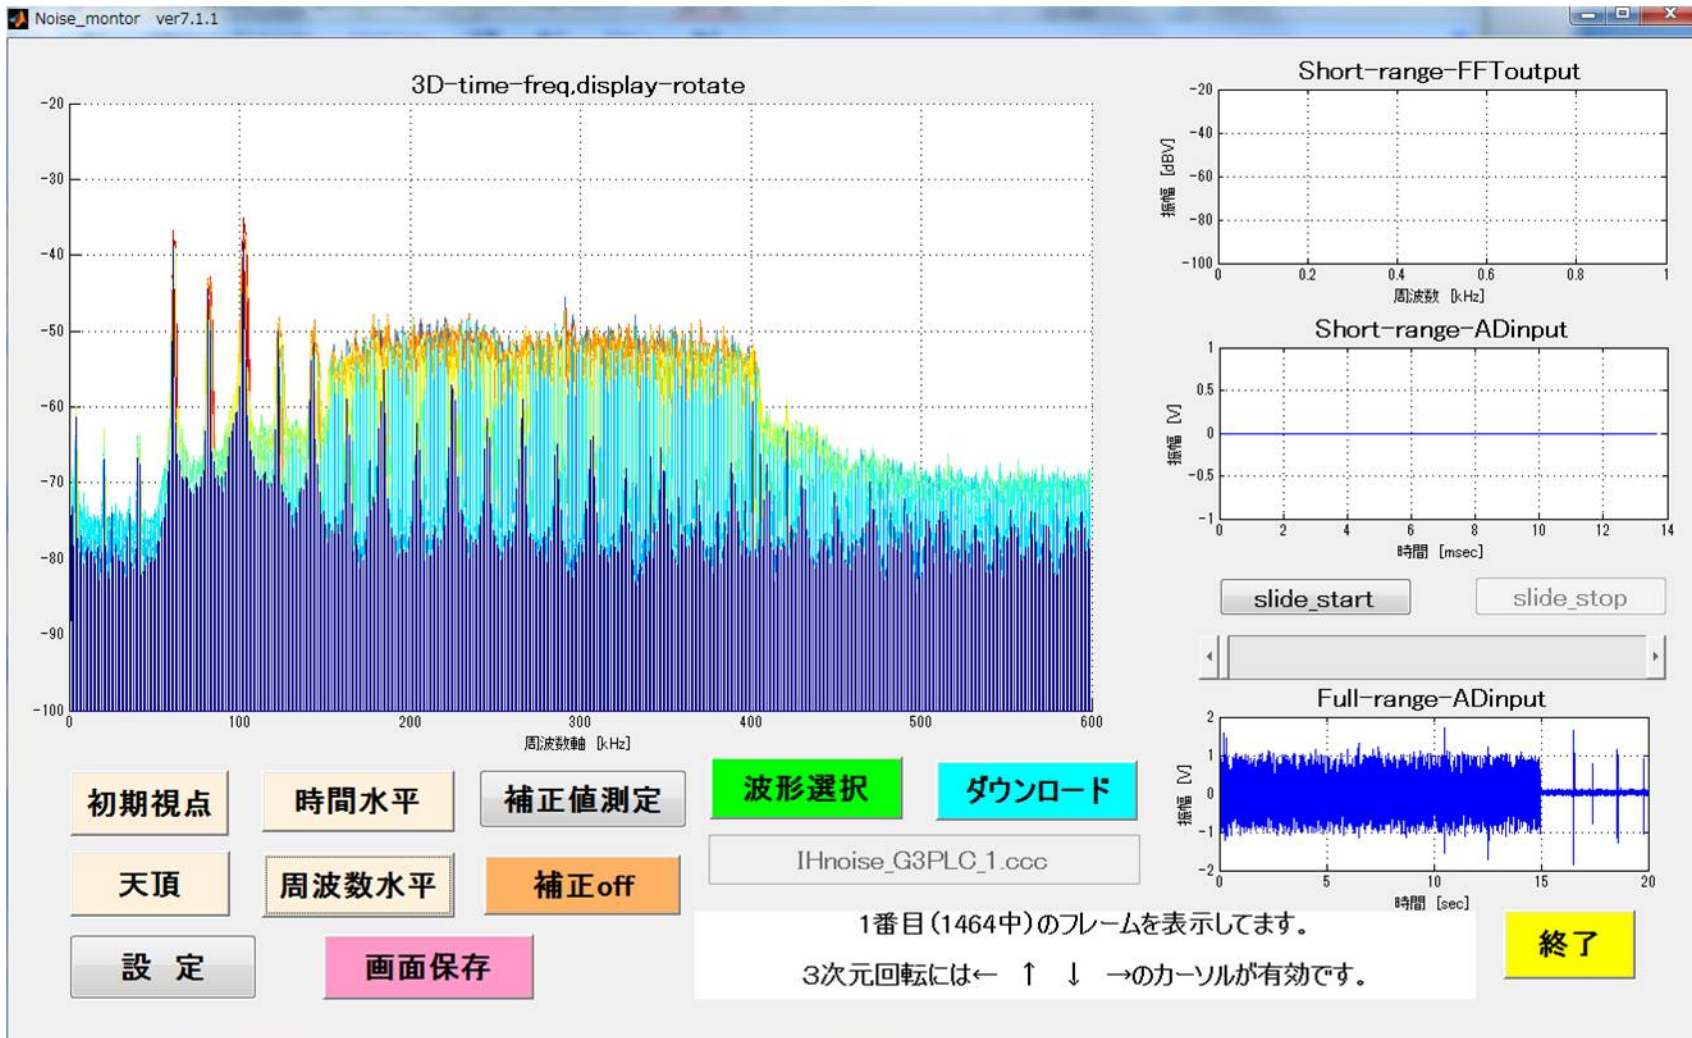 Noise_montor ver7.1.1
3D-time-freq,display-rotate
-20
-30
-40
-50
-60
-70
-80
-90
-100
0 100 200 300 400 500 600
周波数軸 [kHz]
Short-range-FFToutput
振幅 [dBV]
-20
-40
-60
-80
-100
0 0.2 0.4 0.6 0.8 1
周波数 [kHz]
Short-range-ADinput
振幅 [V]
1
0.5
0
-0.5
-1
0 2 4 6 8 10 12 14
時間 [msec]
slide_start slide_stop
Full-range-ADinput
振幅 [V]
2
1
0
-1
-2
0 5 10 15 20
時間 [sec]
初期視点 時間水平 補正値測定 波形選択 ダウンロード
IHnoise_G3PLC_1.ccc
天頂 周波数水平 補正off
1番目(1464中)のフレームを表示してます。
3次元回転には← ↑ ↓ →のカーソルが有効です。
設 定 画面保存 終了